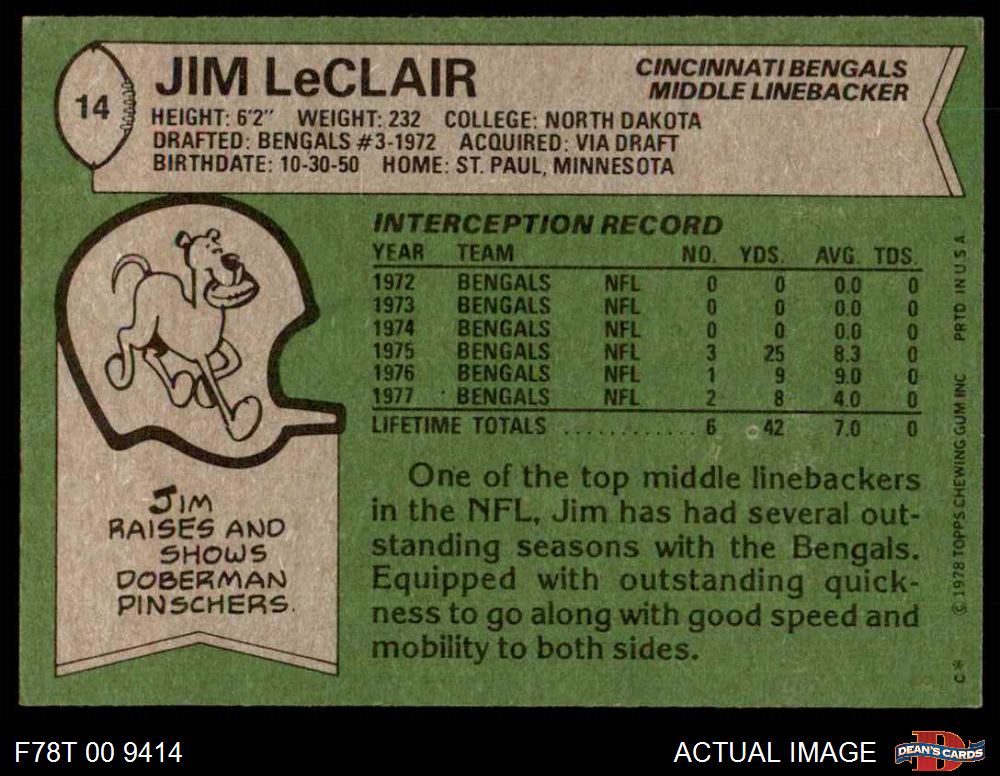 14
JIM LeCLAIR
CINCINNATI BENGALS
MIDDLE LINEBACKER
HEIGHT: 6'2" WEIGHT: 232 COLLEGE: NORTH DAKOTA
DRAFTED: BENGALS #3-1972 ACQUIRED: VIA DRAFT
BIRTHDATE: 10-30-50 HOME: ST. PAUL, MINNESOTA
INTERCEPTION RECORD
YEAR TEAM NO. YDS. AVG. TDS.
1972 BENGALS NFL 0 0 0.0 0
1973 BENGALS NFL 0 0 0.0 0
1974 BENGALS NFL 0 0 0.0 0
1975 BENGALS NFL 3 25 8.3 0
1976 BENGALS NFL 1 9 9.0 0
1977 BENGALS NFL 2 8 4.0 0
LIFETIME TOTALS ............ 6 42 7.0 0
One of the top middle linebackers
in the NFL, Jim has had several out-
standing seasons with the Bengals.
Equipped with outstanding quick-
ness to go along with good speed and
mobility to both sides.
JIM
RAISES AND
SHOWS
DOBERMAN
PINSCHERS.
C* © 1978 TOPPS CHEWING GUM INC PRTD IN U S A
F78T 00 9414
ACTUAL IMAGE
DEAN'S CARDS